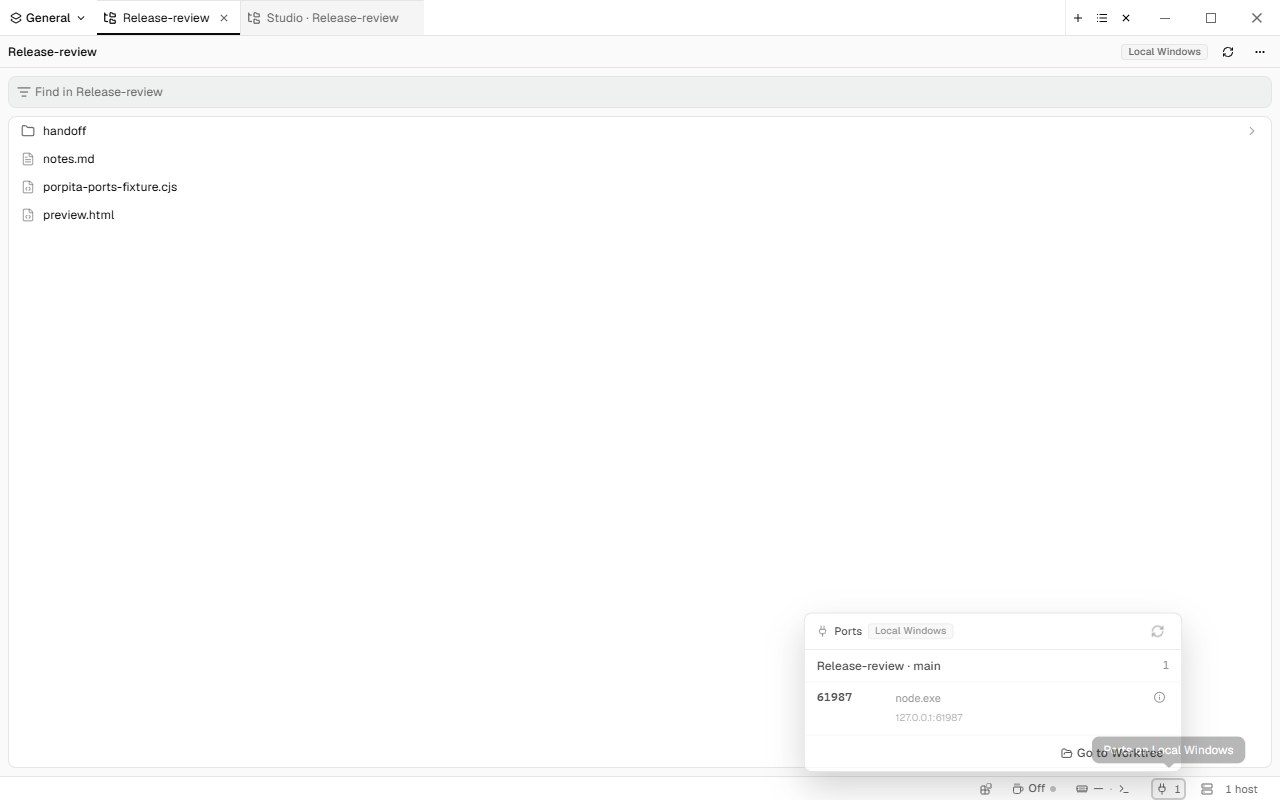 General
Release-review
Studio · Release-review
Release-review
Local Windows
Find in Release-review
handoff
notes.md
porpita-ports-fixture.cjs
preview.html
Ports
Local Windows
Release-review · main
1
61987
node.exe
127.0.0.1:61987
Go to Worktree
Ports on Local Windows
Off
1
1 host